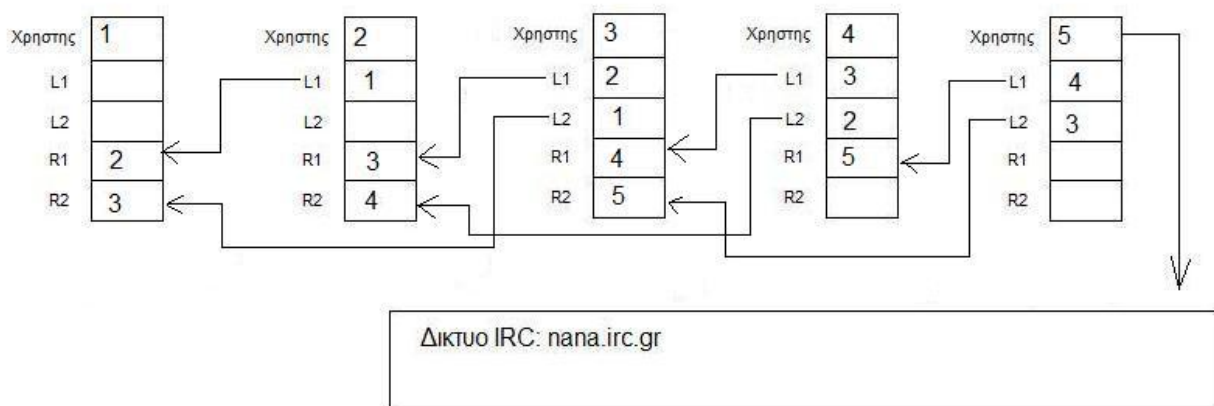 Χρηστης 1
L1
L2
R1 2
R2 3
Χρηστης 2
L1 1
L2
R1 3
R2 4
Χρηστης 3
L1 2
L2 1
R1 4
R2 5
Χρηστης 4
L1 3
L2 2
R1 5
R2
Χρηστης 5
L1 4
L2 3
R1
R2
Δικτυο IRC: nana.irc.gr